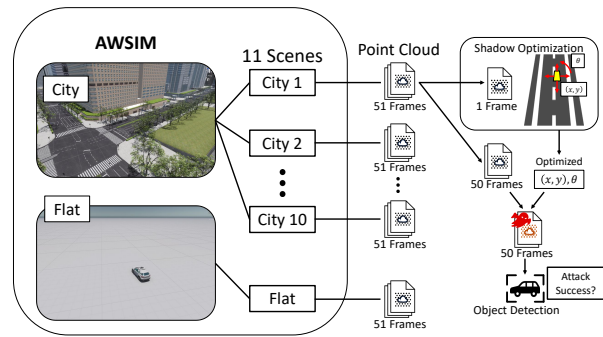 AWSIM
11 Scenes
Point Cloud
Shadow Optimization
City
City 1
51 Frames
1 Frame
θ
(x, y)
City 2
51 Frames
50 Frames
Optimized
(x, y), θ
Flat
City 10
51 Frames
50 Frames
Flat
51 Frames
Object Detection
Attack
Success?